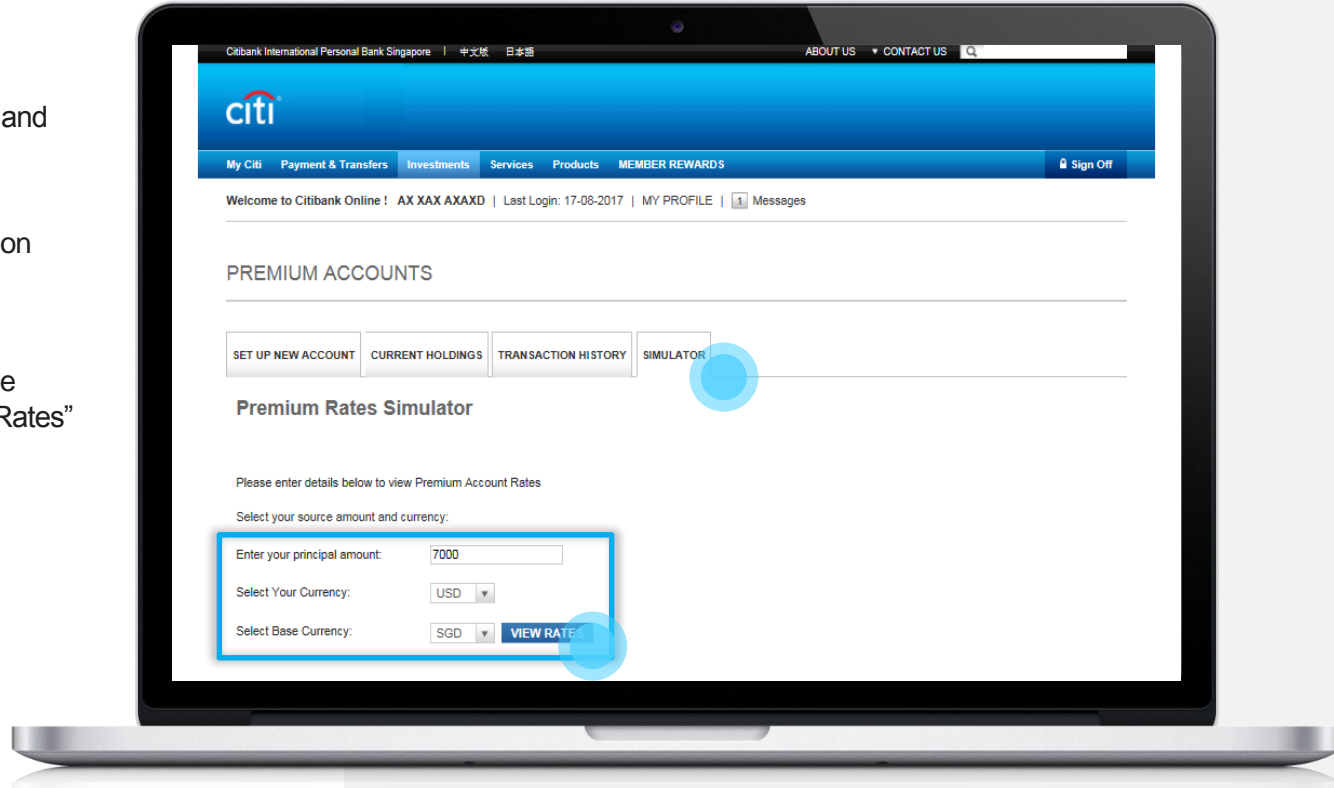 and
on
e
Rates”
Citibank International Personal Bank Singapore | 中文版 日本語 ABOUT US ▼ CONTACT US
citi
My Citi Payment & Transfers Investments Services Products MEMBER REWARDS Sign Off
Welcome to Citibank Online ! AX XAX AXAXD | Last Login: 17-08-2017 | MY PROFILE | 1 Messages
PREMIUM ACCOUNTS
SET UP NEW ACCOUNT CURRENT HOLDINGS TRANSACTION HISTORY SIMULATOR
Premium Rates Simulator
Please enter details below to view Premium Account Rates
Select your source amount and currency:
Enter your principal amount: 7000
Select Your Currency: USD
Select Base Currency: SGD VIEW RATES